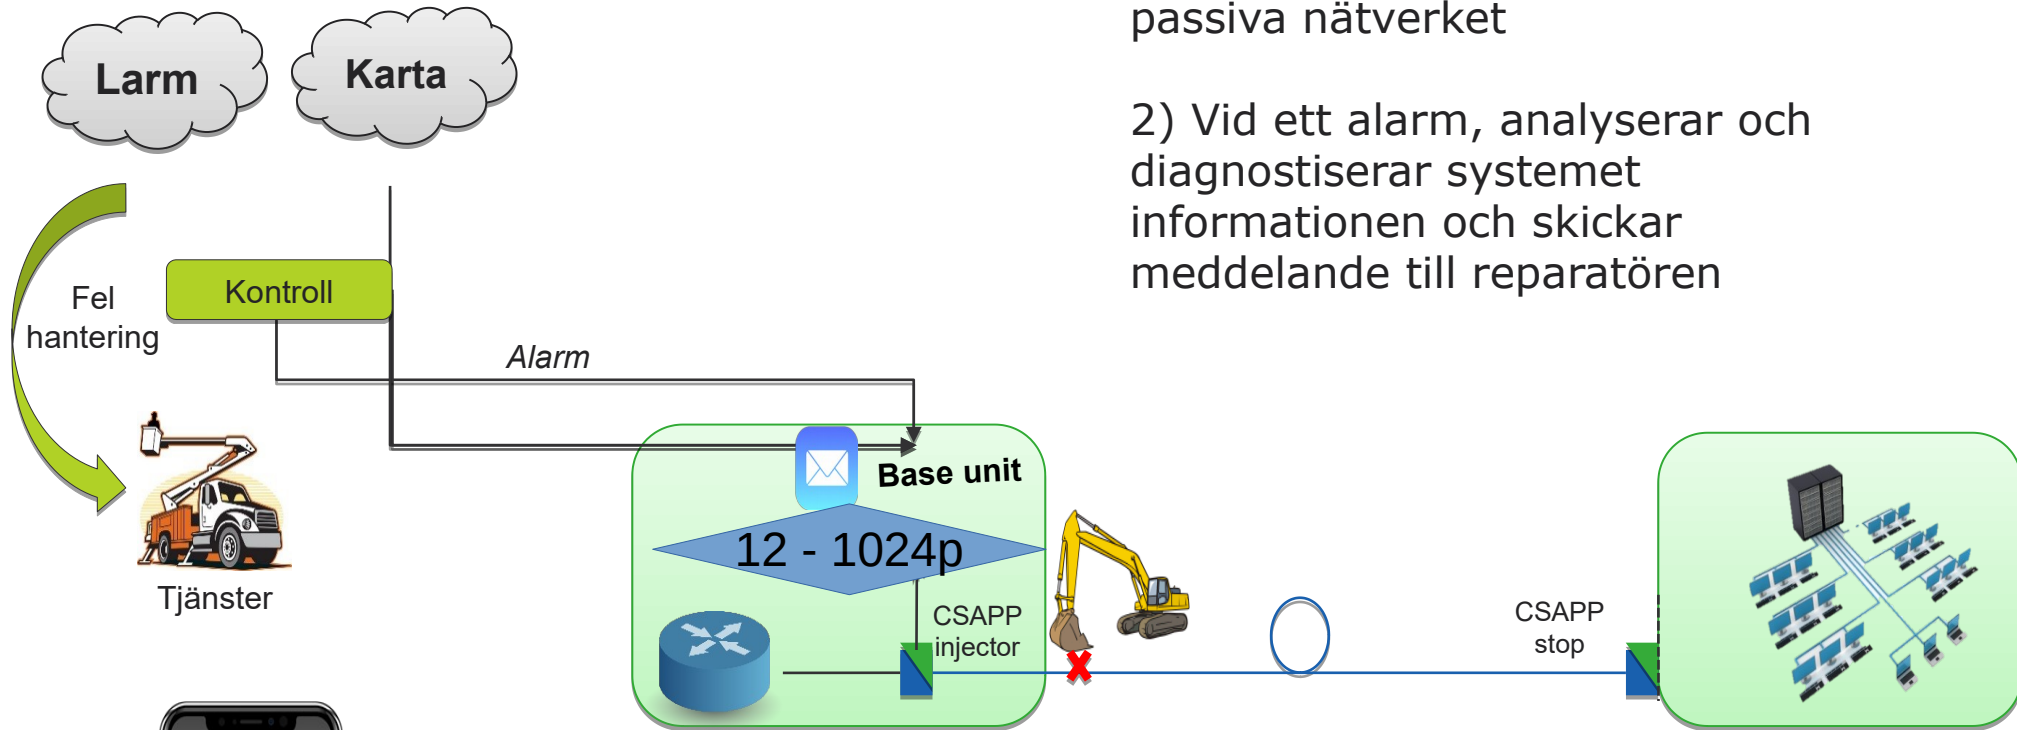 passiva nätverket
2) Vid ett alarm, analyserar och
diagnostiserar systemet
informationen och skickar
meddelande till reparatören
Larm
Karta
Kontroll
Fel
hantering
Alarm
Base unit
12 - 1024p
Tjänster
CSAPP
injector
CSAPP
stop